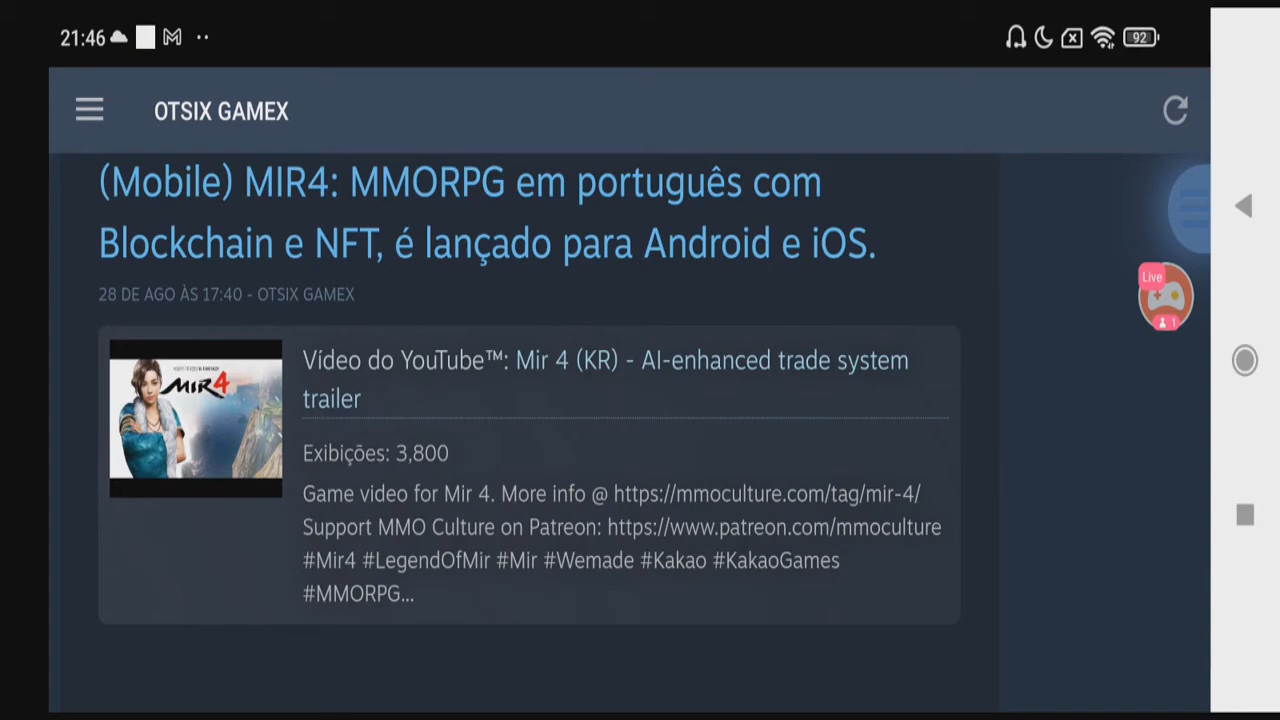 21:46
92
OTSIX GAMEX
(Mobile) MIR4: MMORPG em português com
Blockchain e NFT, é lançado para Android e iOS.
28 DE AGO ÀS 17:40 - OTSIX GAMEX
Live
1
MIR4
Vídeo do YouTube™: Mir 4 (KR) - AI-enhanced trade system
trailer
Exibições: 3,800
Game video for Mir 4. More info @ https://mmoculture.com/tag/mir-4/
Support MMO Culture on Patreon: https://www.patreon.com/mmoculture
#Mir4 #LegendOfMir #Mir #Wemade #Kakao #KakaoGames
#MMORPG...